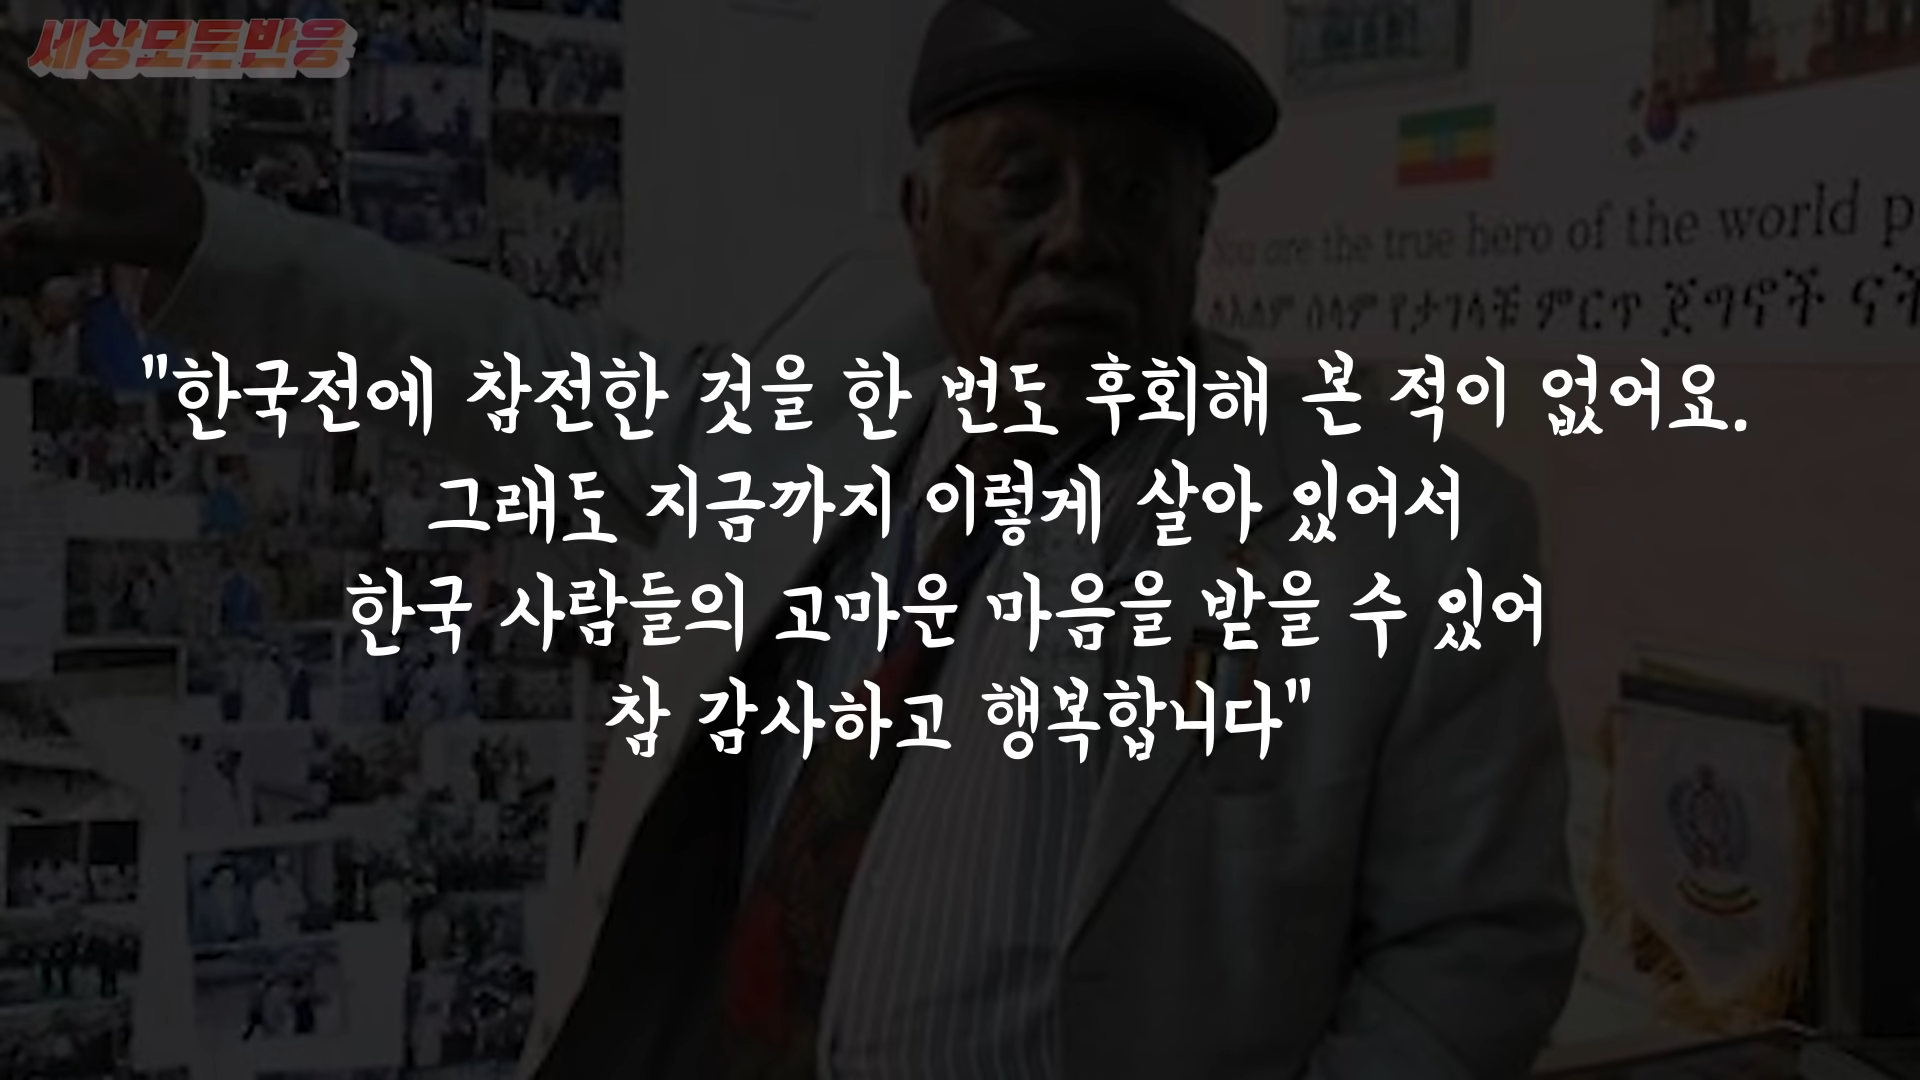 세상모든반응
You are the true hero of the world p
"한국전에 참전한 것을 한 번도 후회해 본 적이 없어요.
그래도 지금까지 이렇게 살아 있어서
한국 사람들의 고마운 마음을 받을 수 있어
참 감사하고 행복합니다"